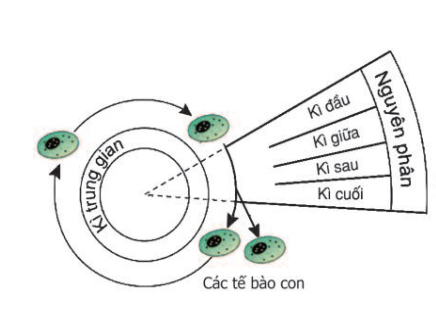 Kì trung gian
Kì đầu
Kì giữa
Kì sau
Kì cuối
Nguyên phân
Các tế bào con